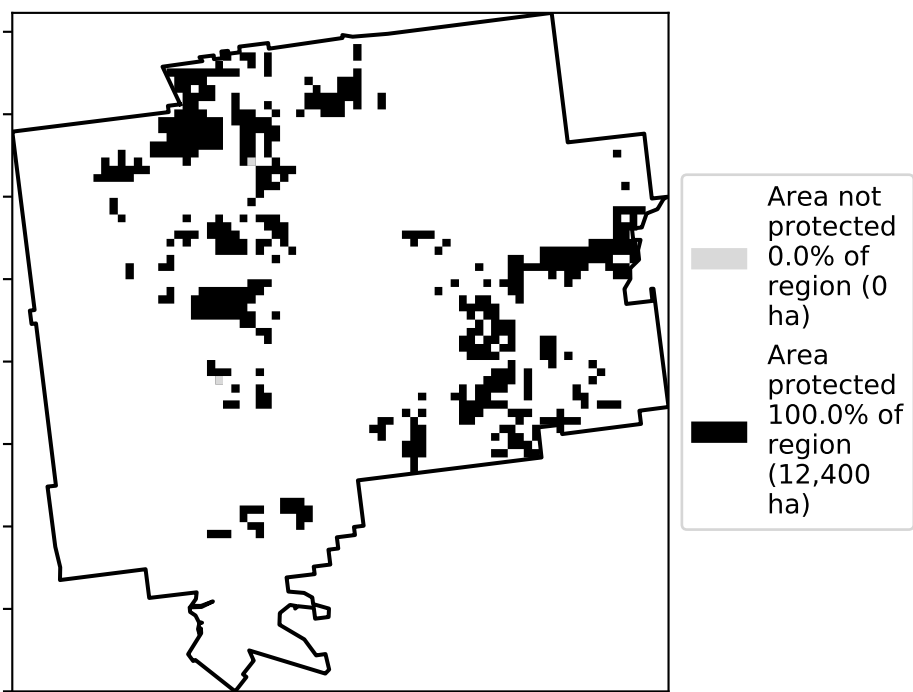 Area not
protected
0.0% of
region (0
ha)
Area
protected
100.0% of
region
(12,400
ha)